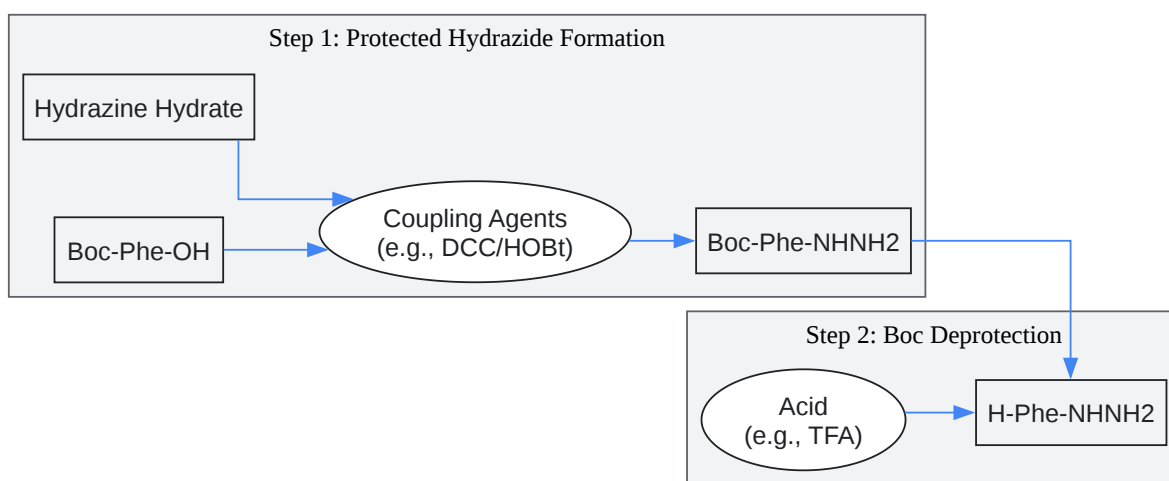 Step 1: Protected Hydrazide Formation
Hydrazine Hydrate
Boc-Phe-OH
Coupling Agents
(e.g., DCC/HOBt)
Boc-Phe-NHNH2
Step 2: Boc Deprotection
Acid
(e.g., TFA)
H-Phe-NHNH2